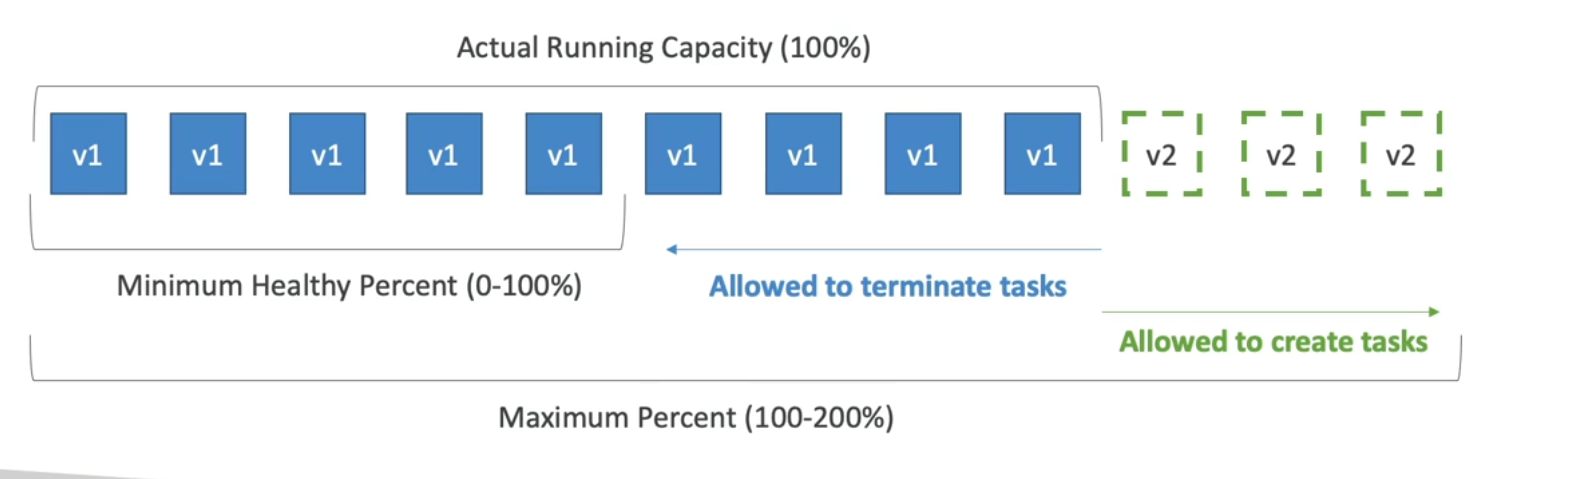 Actual Running Capacity (100%)
v1 v1 v1 v1 v1 v1 v1 v1 v1 v2 v2 v2
Minimum Healthy Percent (0-100%)
Allowed to terminate tasks
Allowed to create tasks
Maximum Percent (100-200%)